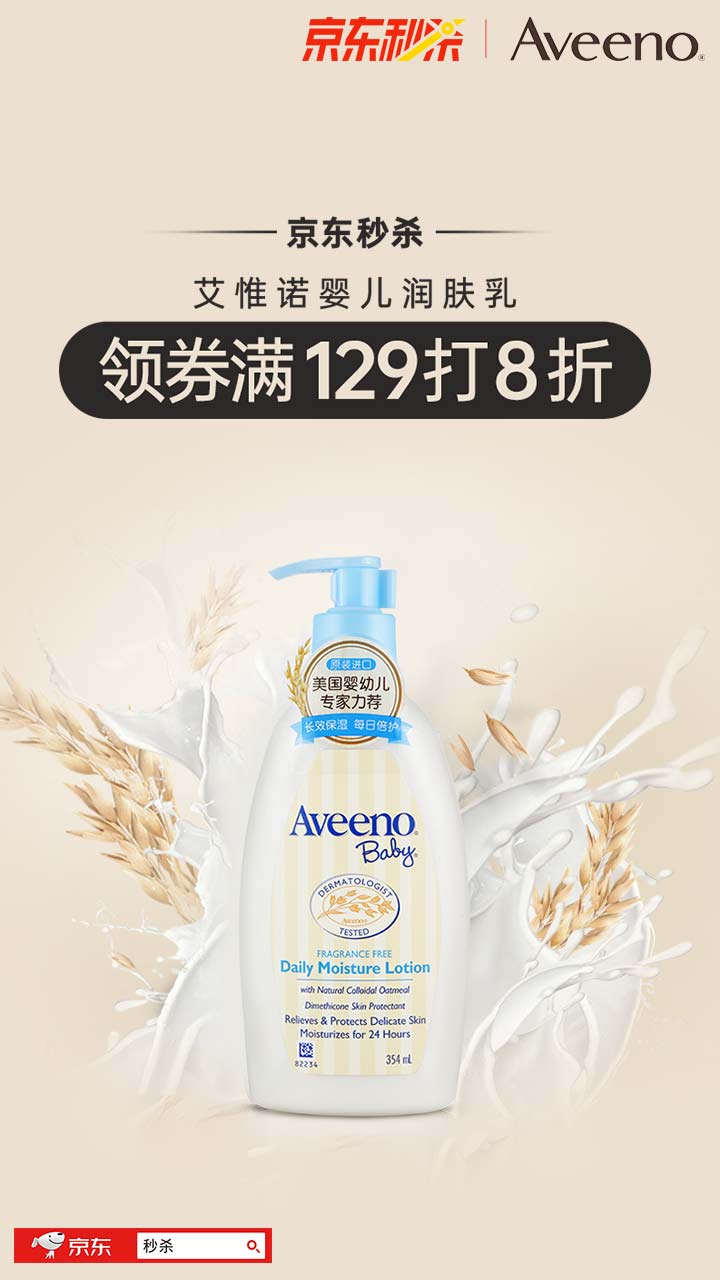 京东秒杀 | Aveeno®
京东秒杀
艾惟诺婴儿润肤乳
领券满129打8折
原装进口
美国婴幼儿
专家力荐
长效保湿 每日倍护
Aveeno®
Baby®
DERMATOLOGIST
Aveeno®
TESTED
FRAGRANCE FREE
Daily Moisture Lotion
with Natural Colloidal Oatmeal
Dimethicone Skin Protectant
Relieves & Protects Delicate Skin
Moisturizes for 24 Hours
82234
354 mL
京东 秒杀